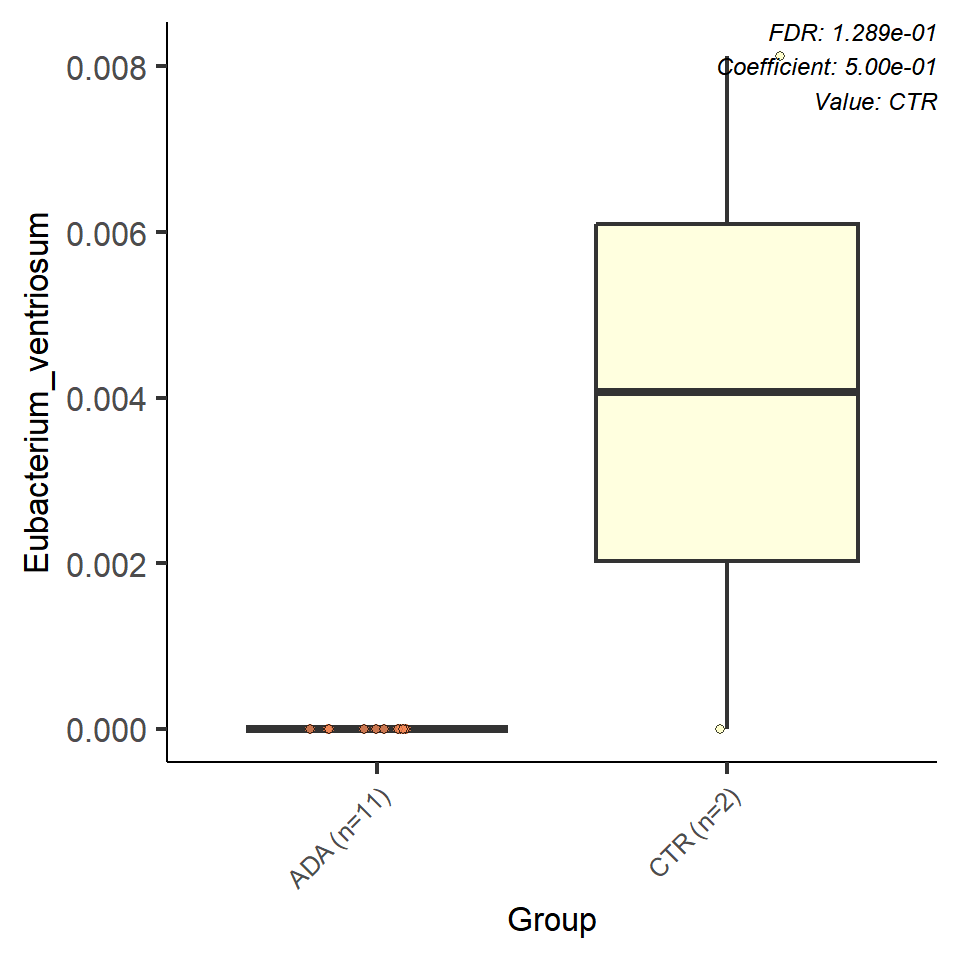 FDR: 1.289e-01
Coefficient: 5.00e-01
Value: CTR
0.008
0.006
0.004
0.002
0.000
Eubacterium_ventriosum
ADA (n=11)
CTR (n=2)
Group